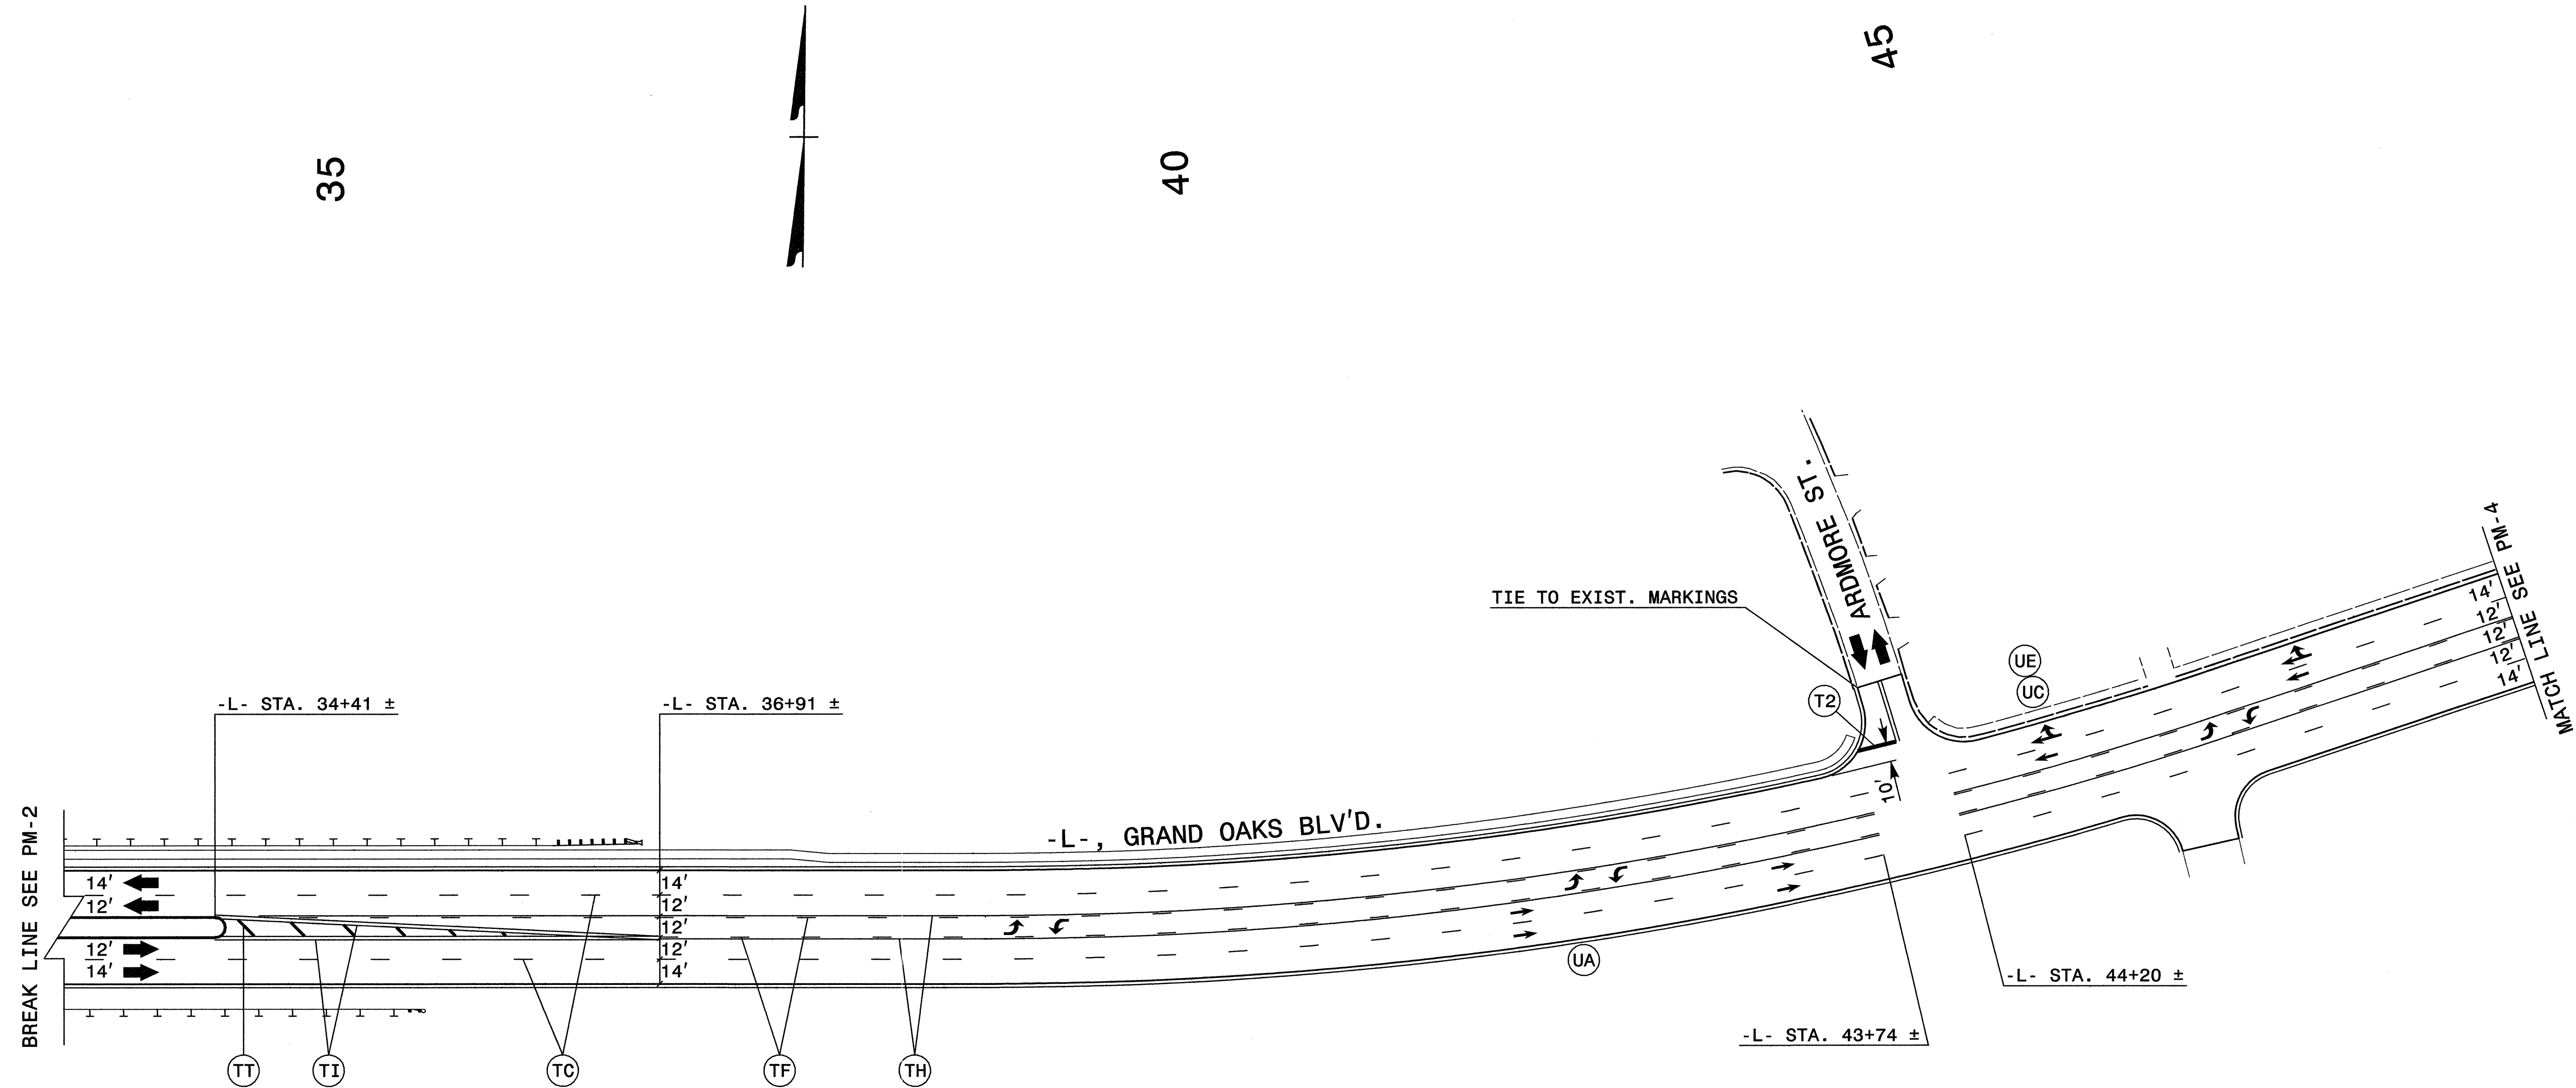 45
35
40
ARDMORE ST.
MATCH LINE SEE PM-4
TIE TO EXIST. MARKINGS
14'
12'
12'
12'
14'
UE
UC
T2
-L- STA. 34+41 ±
-L- STA. 36+91 ±
10'
BREAK LINE SEE PM-2
-L-, GRAND OAKS BLV'D.
14'
12'
12'
14'
14'
12'
12'
12'
14'
UA
-L- STA. 44+20 ±
-L- STA. 43+74 ±
TT
TI
TC
TF
TH